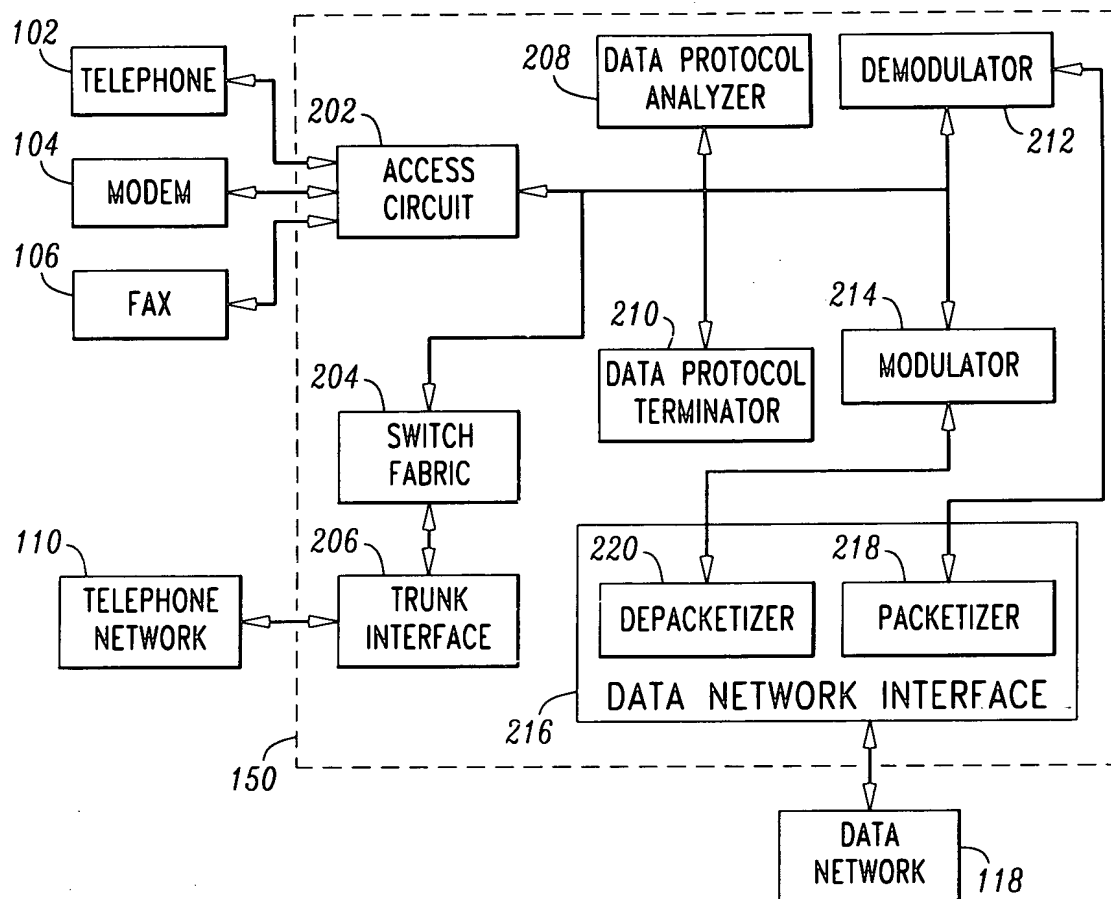 102
TELEPHONE
104
MODEM
106
FAX
202
ACCESS
CIRCUIT
208
DATA PROTOCOL
ANALYZER
DEMODULATOR
212
210
DATA PROTOCOL
TERMINATOR
214
MODULATOR
204
SWITCH
FABRIC
110
TELEPHONE
NETWORK
206
TRUNK
INTERFACE
220
DEPACKETIZER
218
PACKETIZER
DATA NETWORK INTERFACE
216
150
DATA
NETWORK
118